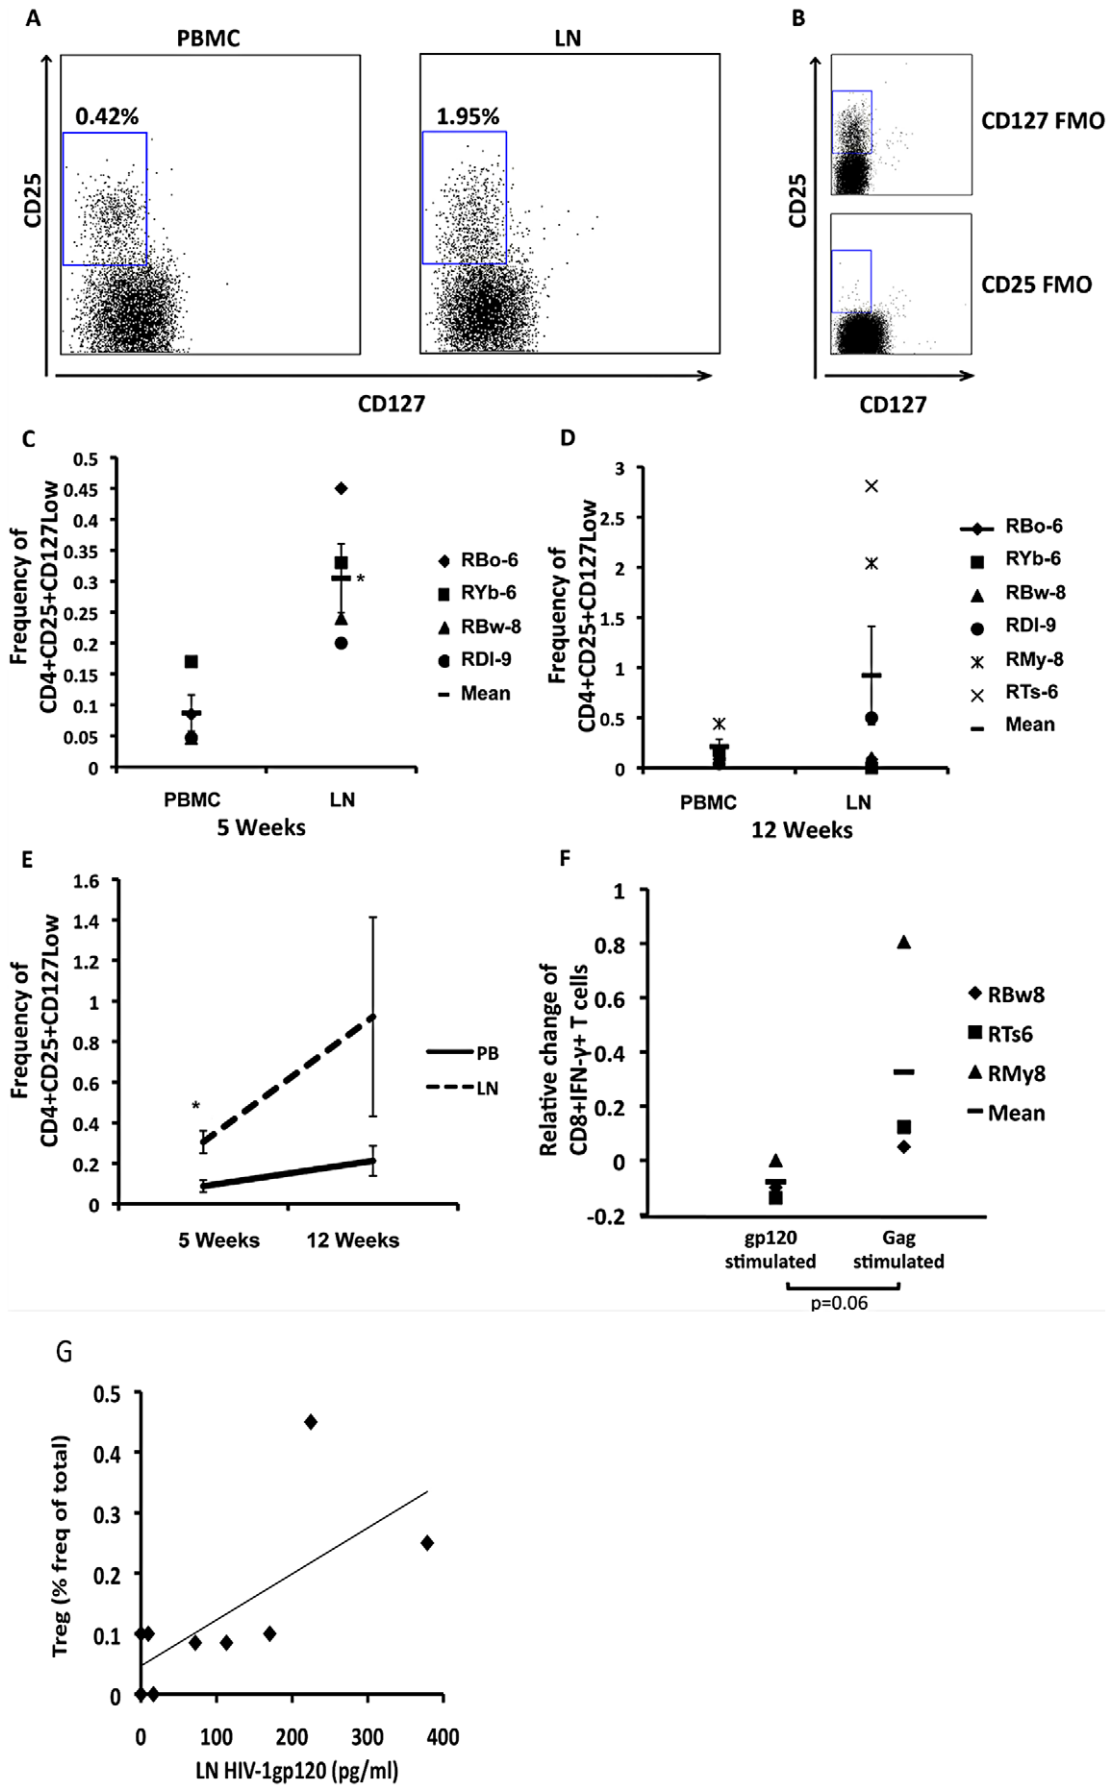 A
PBMC
LN
0.42%
1.95%
CD25
CD127
B
CD127 FMO
CD25 FMO
CD25
CD127
C
Frequency of
CD4+CD25+CD127Low
0.5
0.45
0.4
0.35
0.3
0.25
0.2
0.15
0.1
0.05
0
*
PBMC
LN
5 Weeks
RBo-6
RYb-6
RBw-8
RDl-9
Mean
D
Frequency of
CD4+CD25+CD127Low
3
2.5
2
1.5
1
0.5
0
PBMC
LN
12 Weeks
RBo-6
RYb-6
RBw-8
RDl-9
RMy-8
RTs-6
Mean
E
Frequency of
CD4+CD25+CD127Low
1.6
1.4
1.2
1
0.8
0.6
0.4
0.2
0
*
5 Weeks
12 Weeks
PB
LN
F
Relative change of
CD8+IFN-γ+ T cells
1
0.8
0.6
0.4
0.2
0
-0.2
gp120
stimulated
Gag
stimulated
p=0.06
RBw8
RTs6
RMy8
Mean
G
Treg (% freq of total)
0.5
0.4
0.3
0.2
0.1
0
0
100
200
300
400
LN HIV-1gp120 (pg/ml)